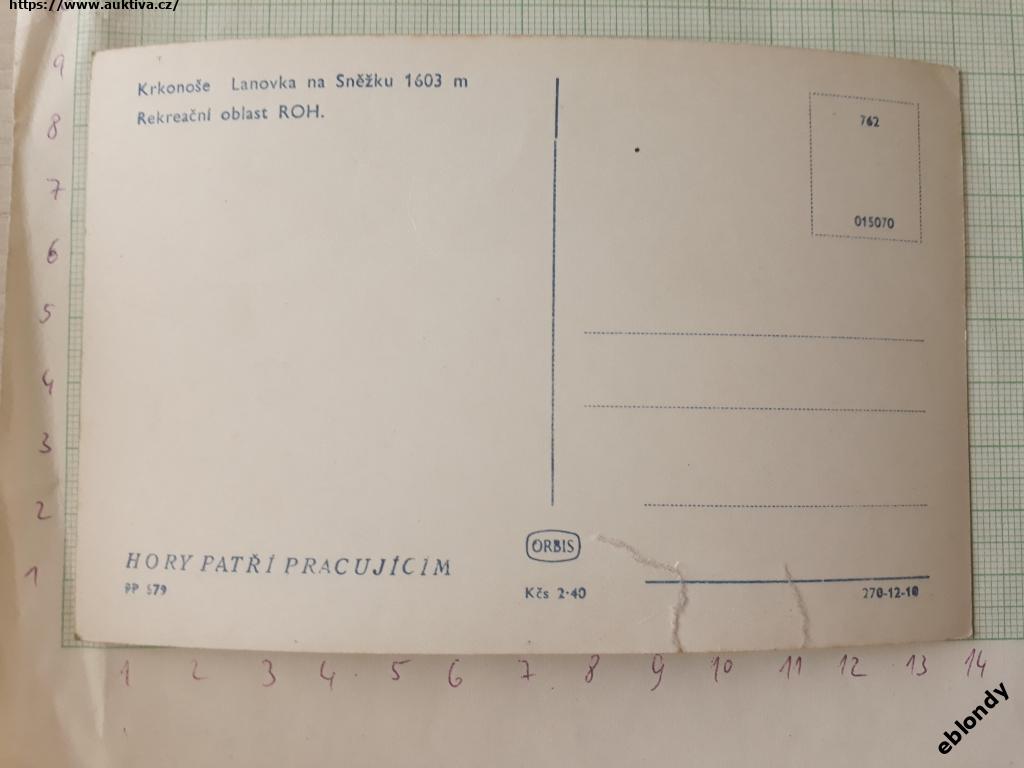 https://www.auktiva.cz/
Krkonoše Lanovka na Sněžku 1603 m
Rekreační oblast ROH.
762
015070
ORBIS
HORY PATŘÍ PRACUJÍCÍM
PP 579
Kčs 2·40
270-12-10
9
8
7
6
5
4
3
2
1
1 2 3 4 5 6 7 8 9 10 11 12 13 14
eblondy